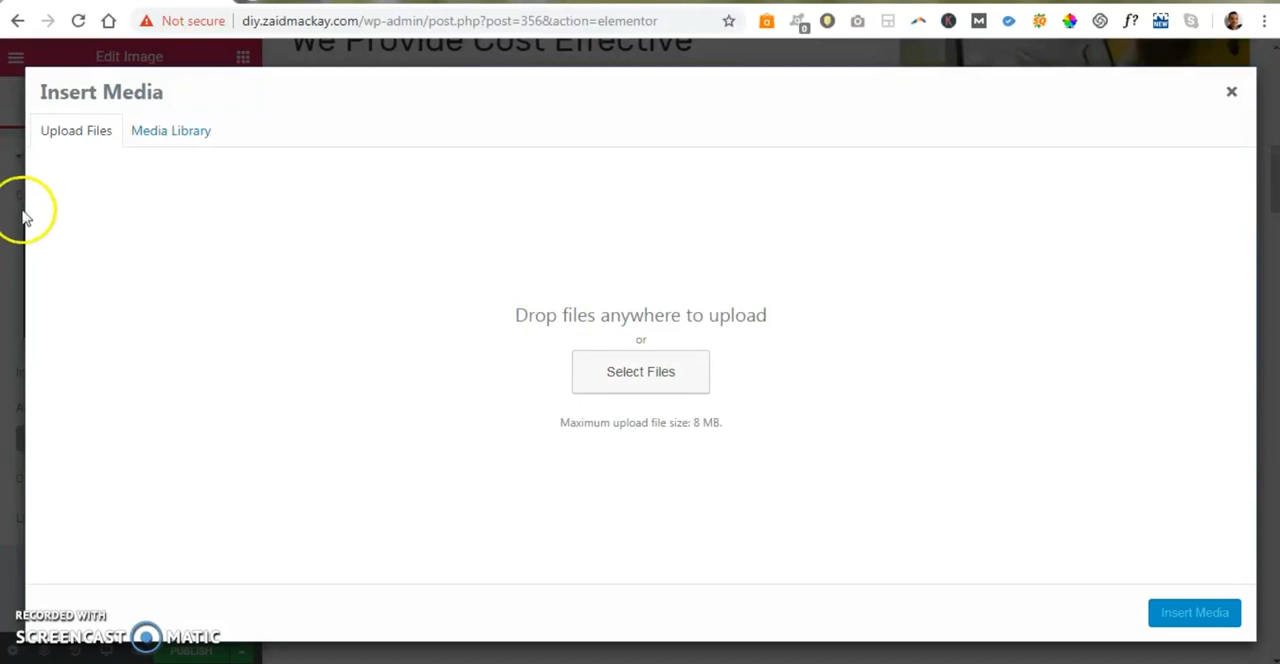 Not secure diy.zaidmackay.com/wp-admin/post.php?post=356&action=elementor
0 K M f? NEW
We Provide Cost Effective
Edit Image
Insert Media
Upload Files Media Library
Drop files anywhere to upload
or
Select Files
Maximum upload file size: 8 MB.
Insert Media
RECORDED WITH
SCREENCAST MATIC
PUBLISH